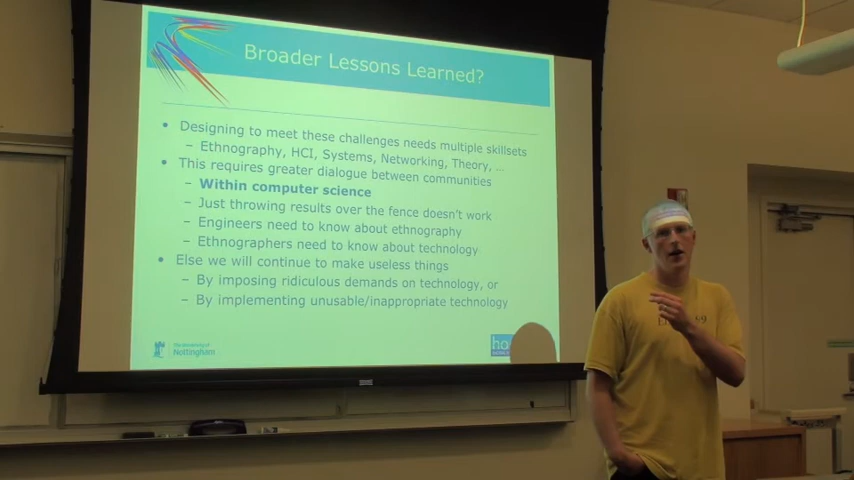 Broader Lessons Learned?
• Designing to meet these challenges needs multiple skillsets
– Ethnography, HCI, Systems, Networking, Theory, ...
• This requires greater dialogue between communities
– Within computer science
– Just throwing results over the fence doesn't work
– Engineers need to know about ethnography
– Ethnographers need to know about technology
• Else we will continue to make useless things
– By imposing ridiculous demands on technology, or
– By implementing unusable/inappropriate technology
The University of
Nottingham